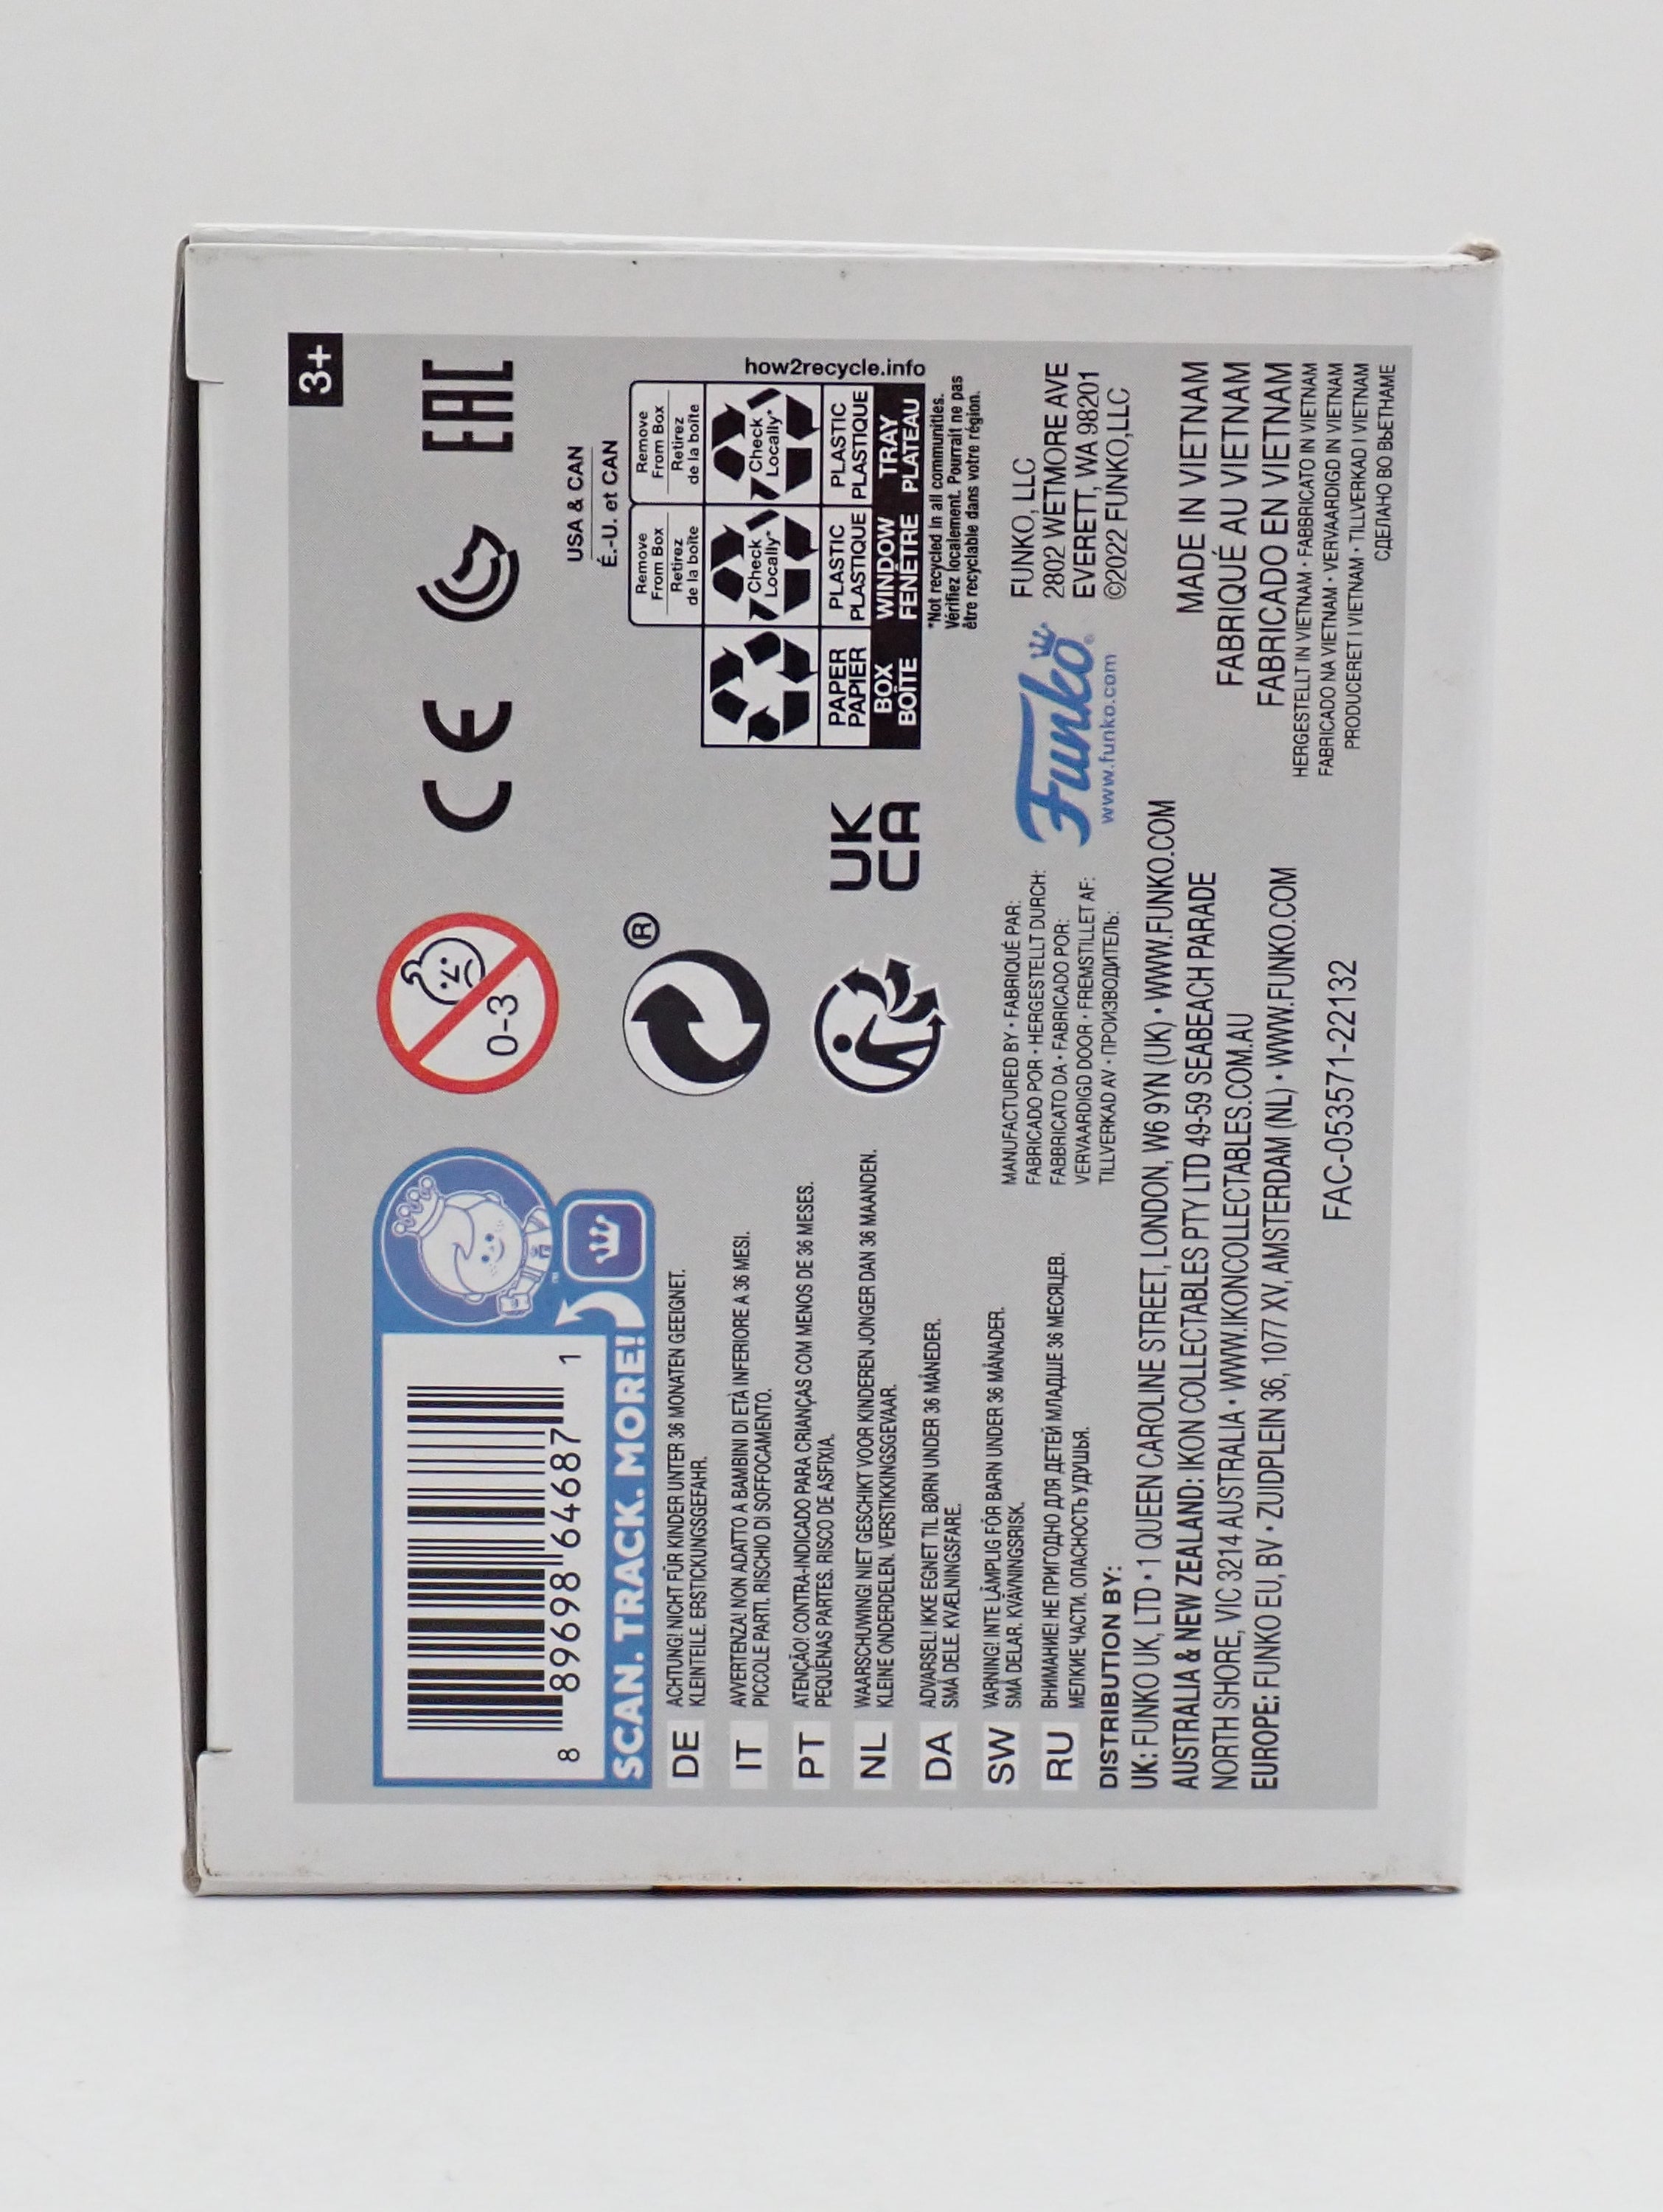 3+
8 89698 64687 1
SCAN. TRACK. MORE!
™
0-3
CE
EAC
®
UK
CA
USA & CAN
É.-U. et CAN
Remove
From Box
Retirez
de la boîte
Remove
From Box
Retirez
de la boîte
Check
Locally*
Check
Locally*
PAPER
PAPIER
PLASTIC
PLASTIQUE
PLASTIC
PLASTIQUE
BOX
BOÎTE
WINDOW
FENÊTRE
TRAY
PLATEAU
how2recycle.info
*Not recycled in all communities.
Vérifiez localement. Pourrait ne pas
être recyclable dans votre région.
DE
ACHTUNG! NICHT FÜR KINDER UNTER 36 MONATEN GEEIGNET.
KLEINTEILE. ERSTICKUNGSGEFAHR.
IT
AVVERTENZA! NON ADATTO A BAMBINI DI ETÀ INFERIORE A 36 MESI.
PICCOLE PARTI. RISCHIO DI SOFFOCAMENTO.
PT
ATENÇÃO! CONTRA-INDICADO PARA CRIANÇAS COM MENOS DE 36 MESES.
PEQUENAS PARTES. RISCO DE ASFIXIA.
NL
WAARSCHUWING! NIET GESCHIKT VOOR KINDEREN JONGER DAN 36 MAANDEN.
KLEINE ONDERDELEN. VERSTIKKINGSGEVAAR.
DA
ADVARSEL! IKKE EGNET TIL BØRN UNDER 36 MÅNEDER.
SMÅ DELE. KVÆLNINGSFARE.
SW
VARNING! INTE LÄMPLIG FÖR BARN UNDER 36 MÅNADER.
SMÅ DELAR. KVÄVNINGSRISK.
RU
ВНИМАНИЕ! НЕ ПРИГОДНО ДЛЯ ДЕТЕЙ МЛАДШЕ 36 МЕСЯЦЕВ.
МЕЛКИЕ ЧАСТИ. ОПАСНОСТЬ УДУШЬЯ.
MANUFACTURED BY • FABRIQUÉ PAR:
FABRICADO POR • HERGESTELLT DURCH:
FABBRICATO DA • FABRICADO POR:
VERVAARDIGD DOOR • FREMSTILLET AF:
TILLVERKAD AV • ПРОИЗВОДИТЕЛЬ:
Funko®
www.funko.com
FUNKO, LLC
2802 WETMORE AVE
EVERETT, WA 98201
©2022 FUNKO,LLC
DISTRIBUTION BY:
UK: FUNKO UK, LTD • 1 QUEEN CAROLINE STREET, LONDON, W6 9YN (UK) • WWW.FUNKO.COM
AUSTRALIA & NEW ZEALAND: IKON COLLECTABLES PTY LTD 49-59 SEABEACH PARADE
NORTH SHORE, VIC 3214 AUSTRALIA • WWW.IKONCOLLECTABLES.COM.AU
EUROPE: FUNKO EU, BV • ZUIDPLEIN 36, 1077 XV, AMSTERDAM (NL) • WWW.FUNKO.COM
FAC-053571-22132
MADE IN VIETNAM
FABRIQUÉ AU VIETNAM
FABRICADO EN VIETNAM
HERGESTELLT IN VIETNAM • FABBRICATO IN VIETNAM
FABRICADO NA VIETNAM • VERVAARDIGD IN VIETNAM
PRODUCERET I VIETNAM • TILLVERKAD I VIETNAM
СДЕЛАНО ВО ВЬЕТНАМЕ